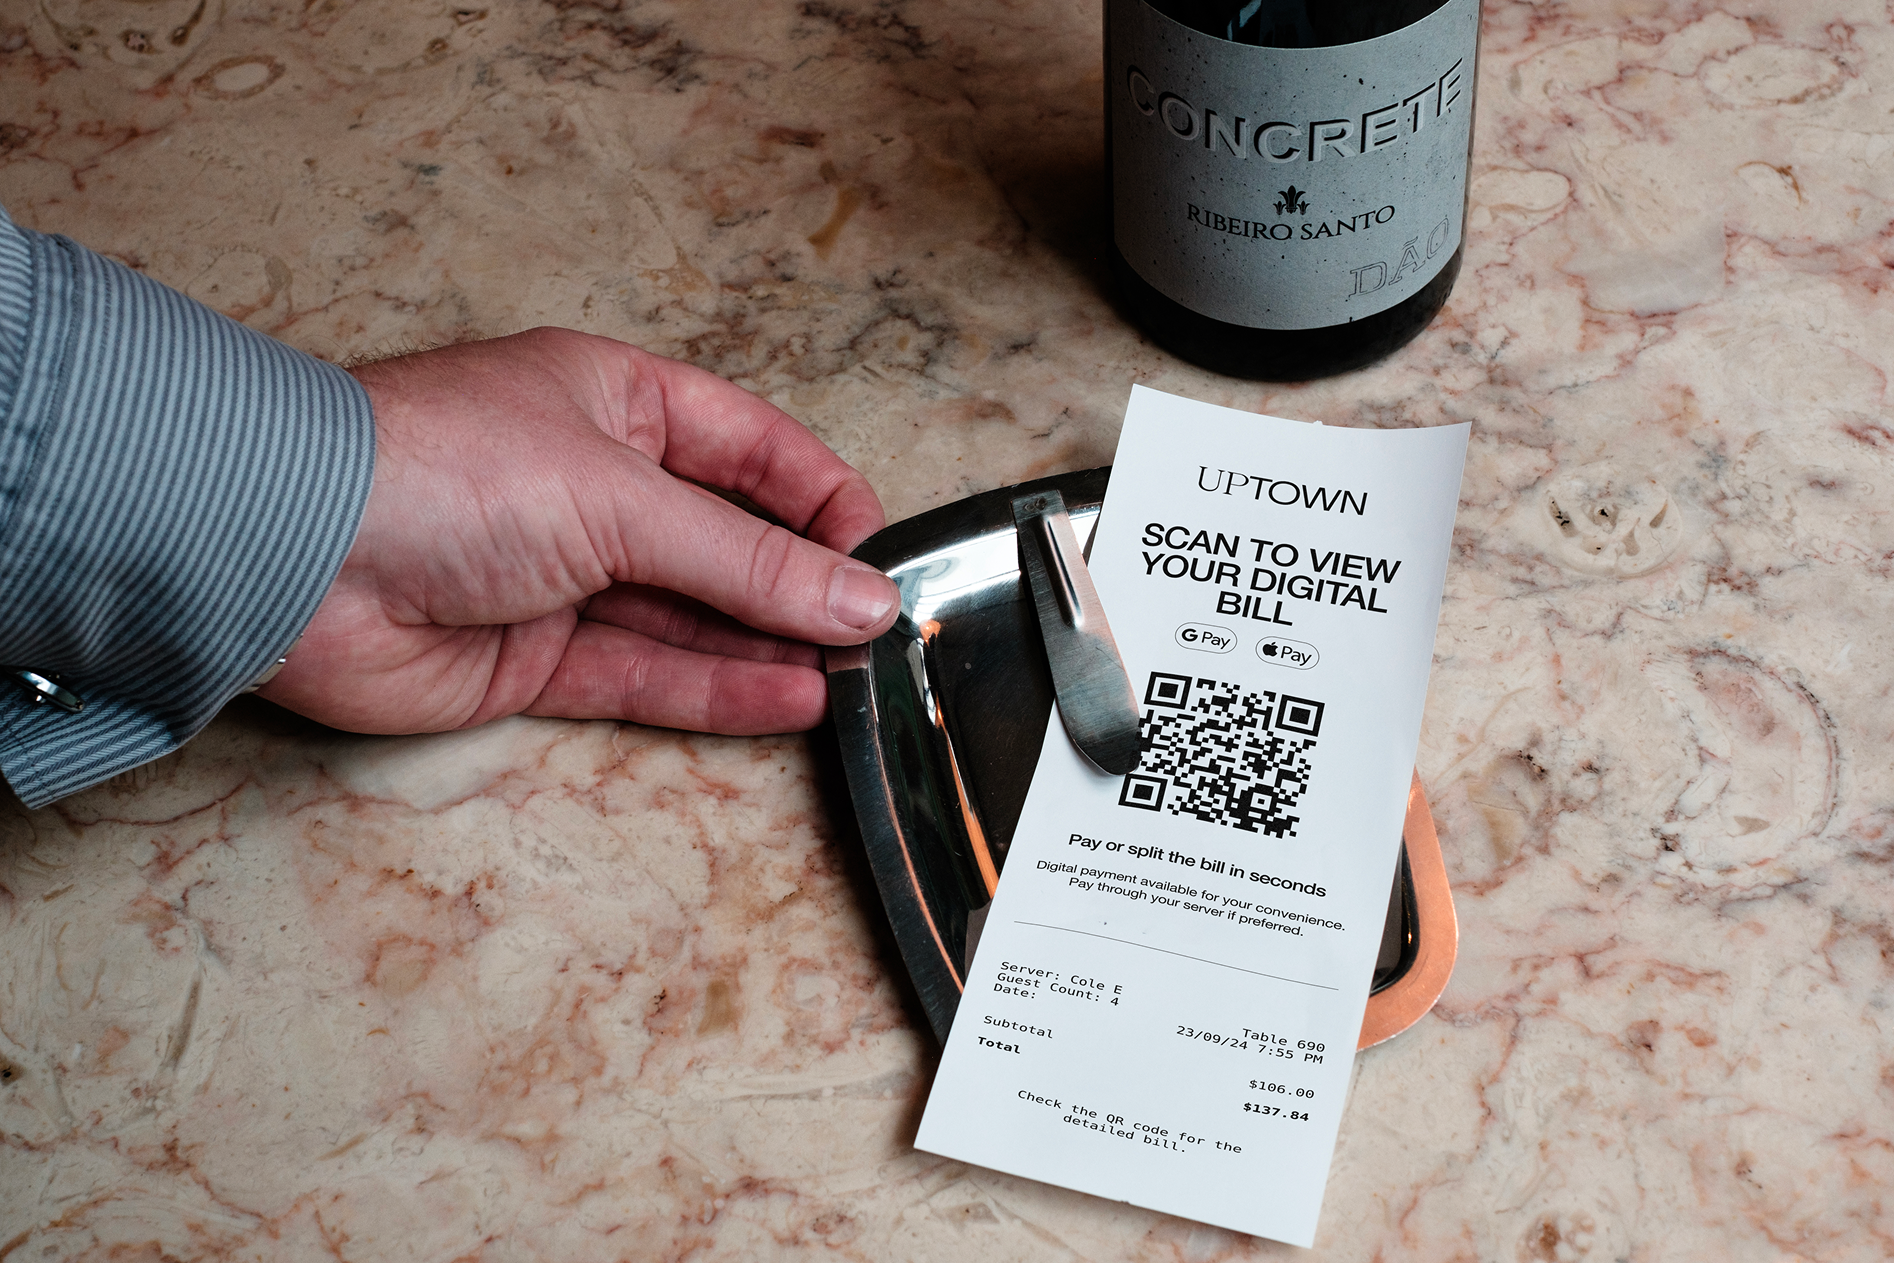 CONCRETE
RIBEIRO SANTO
DÃO
UPTOWN
SCAN TO VIEW
YOUR DIGITAL
BILL
G Pay Pay
Pay or split the bill in seconds
Digital payment available for your convenience.
Pay through your server if preferred.
Server: Cole E
Guest Count: 4
Date:
Table 690
23/09/24 7:55 PM
Subtotal $106.00
Total $137.84
Check the QR code for the
detailed bill.